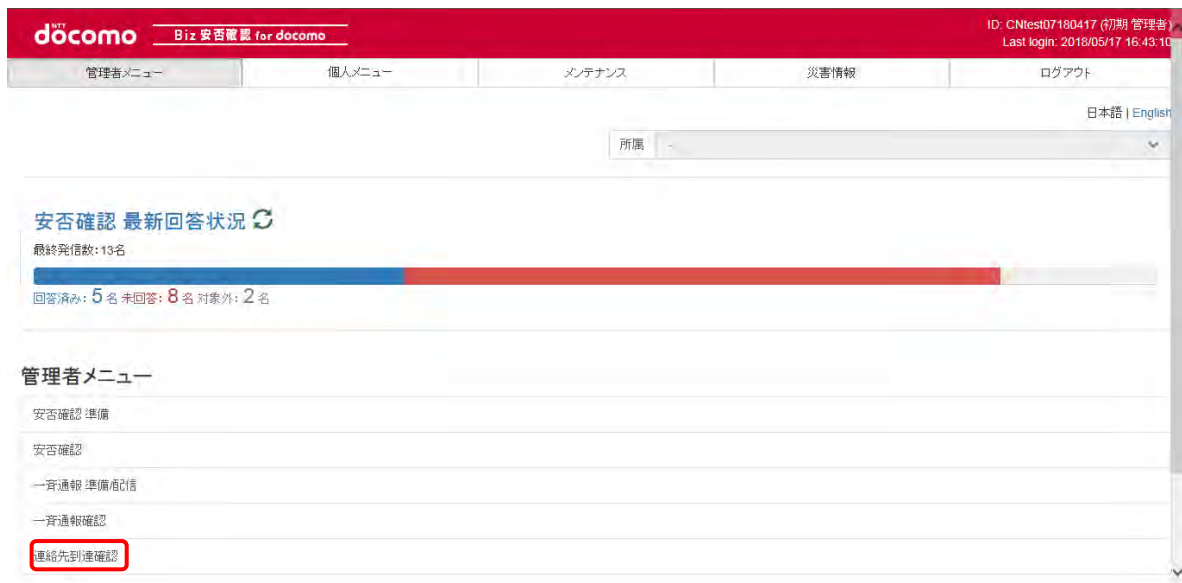 NTT
döcomo Biz 安否確認 for docomo
ID: CNtest07180417 (初期 管理者)
Last login: 2018/05/17 16:43:10
管理者メニュー 個人メニュー メンテナンス 災害情報 ログアウト
日本語 | English
所属 -
安否確認 最新回答状況
最終発信数:13名
回答済み: 5 名 未回答: 8 名 対象外: 2 名
管理者メニュー
安否確認 準備
安否確認
一斉通報 準備/配信
一斉通報確認
連絡先到達確認